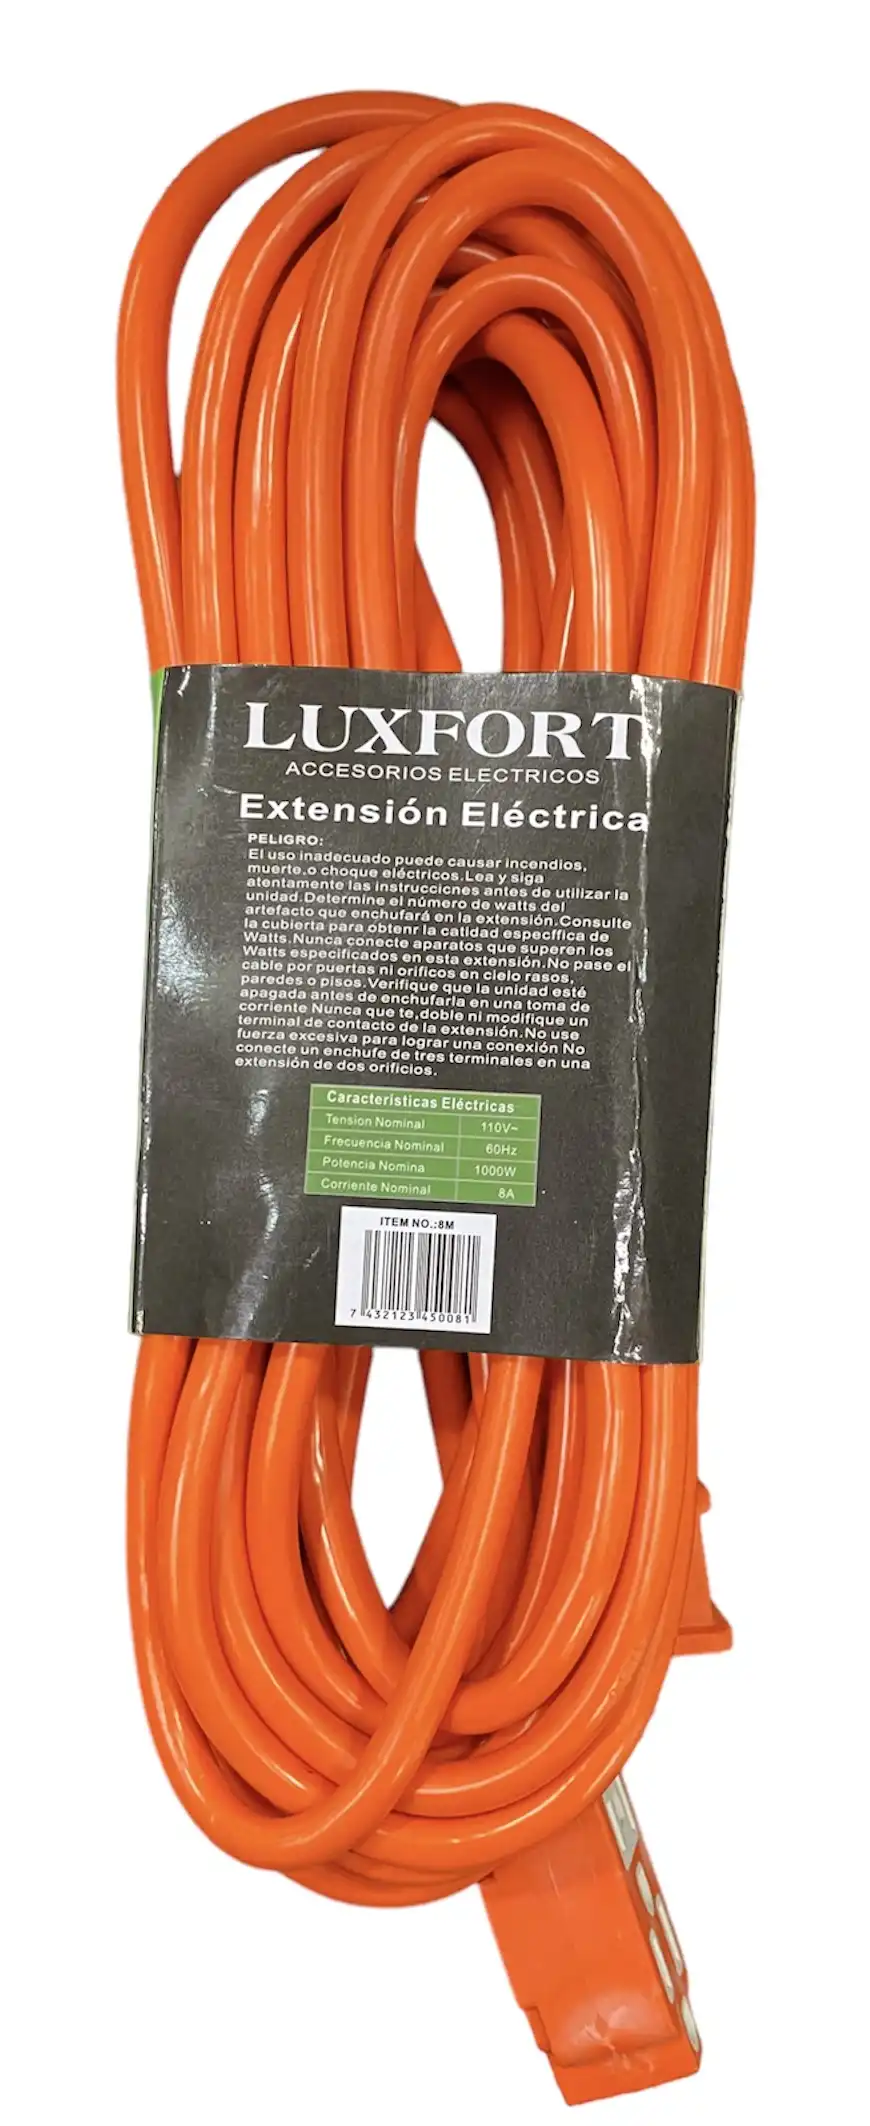 LUXFORT
ACCESORIOS ELECTRICOS
Extensión Eléctrica
PELIGRO:
El uso inadecuado puede causar incendios,
muerte.o choque eléctricos.Lea y siga
atentamente las instrucciones antes de utilizar la
unidad.Determine el número de watts del
artefacto que enchufará en la extensión.Consulte
la cubierta para obtenr la catidad especffica de
Watts.Nunca conecte aparatos que superen los
Watts especificados en esta extensión.No pase el
cable por puertas ni orificos en cielo rasos,
paredes o pisos.Verifique que la unidad esté
apagada antes de enchufarla en una toma de
corriente Nunca que te,doble ni modifique un
terminal de contacto de la extensión.No use
fuerza excesiva para lograr una conexión No
conecte un enchufe de tres terminales en una
extensión de dos orificios.
Características Eléctricas
Tension Nominal 110V~
Frecuencia Nominal 60Hz
Potencia Nomina 1000W
Corriente Nominal 8A
ITEM NO.:8M
7 432123 450081